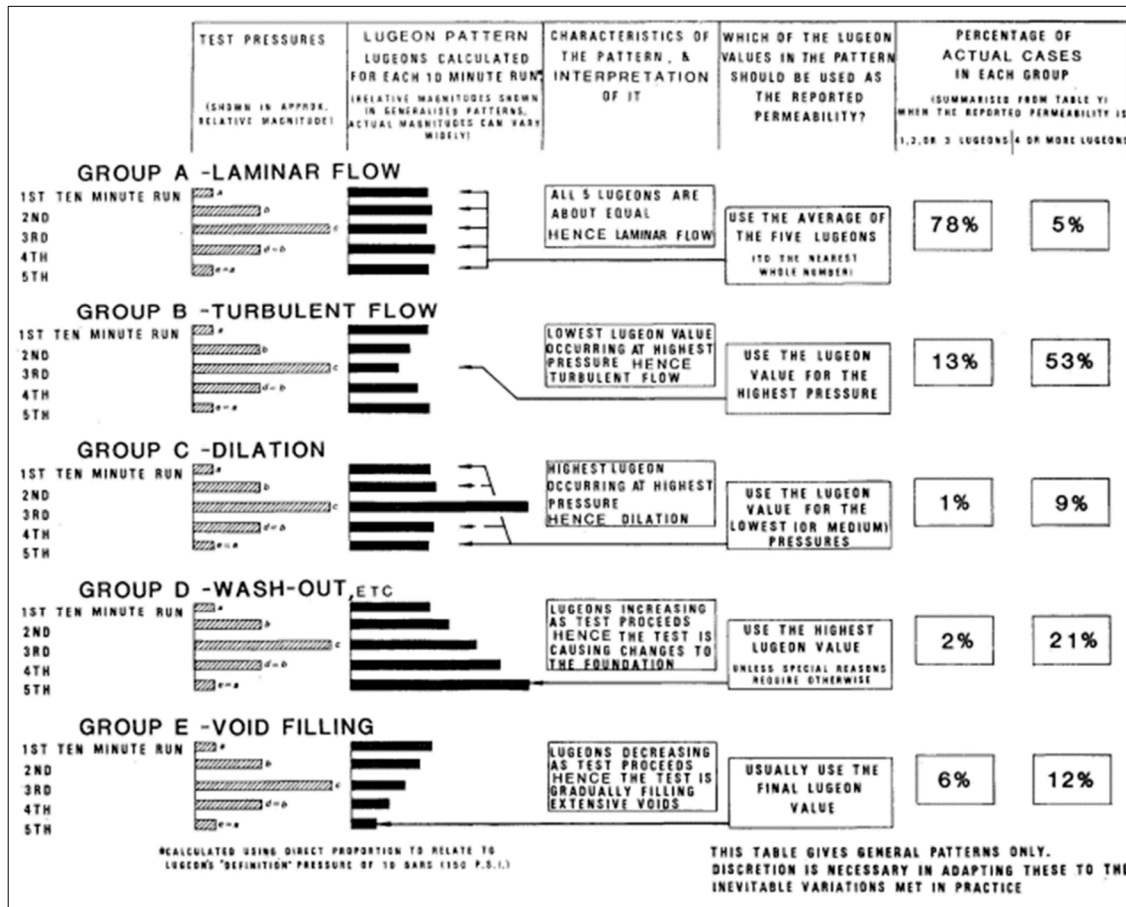 TEST PRESSURES
(SHOWN IN APPROX.
RELATIVE MAGNITUDE)
LUGEON PATTERN
LUGEONS CALCULATED
FOR EACH 10 MINUTE RUN*
(RELATIVE MAGNITUDES SHOWN
IN GENERALISED PATTERNS,
ACTUAL MAGNITUDES CAN VARY
WIDELY)
CHARACTERISTICS OF
THE PATTERN, &
INTERPRETATION
OF IT
WHICH OF THE LUGEON
VALUES IN THE PATTERN
SHOULD BE USED AS
THE REPORTED
PERMEABILITY?
PERCENTAGE OF
ACTUAL CASES
IN EACH GROUP
(SUMMARISED FROM TABLE V)
WHEN THE REPORTED PERMEABILITY IS
1,2,OR 3 LUGEONS
4 OR MORE LUGEONS
GROUP A -LAMINAR FLOW
1ST TEN MINUTE RUN
2ND
3RD
4TH
5TH
a
b
c
d=b
e=a
ALL 5 LUGEONS ARE
ABOUT EQUAL
HENCE LAMINAR FLOW
USE THE AVERAGE OF
THE FIVE LUGEONS
(TO THE NEAREST
WHOLE NUMBER)
78%
5%
GROUP B -TURBULENT FLOW
1ST TEN MINUTE RUN
2ND
3RD
4TH
5TH
a
b
c
d=b
e=a
LOWEST LUGEON VALUE
OCCURRING AT HIGHEST
PRESSURE HENCE
TURBULENT FLOW
USE THE LUGEON
VALUE FOR THE
HIGHEST PRESSURE
13%
53%
GROUP C -DILATION
1ST TEN MINUTE RUN
2ND
3RD
4TH
5TH
a
b
c
d=b
e=a
HIGHEST LUGEON
OCCURRING AT HIGHEST
PRESSURE
HENCE DILATION
USE THE LUGEON
VALUE FOR THE
LOWEST (OR MEDIUM)
PRESSURES
1%
9%
GROUP D -WASH-OUT, ETC
1ST TEN MINUTE RUN
2ND
3RD
4TH
5TH
a
b
c
d=b
e=a
LUGEONS INCREASING
AS TEST PROCEEDS
HENCE THE TEST IS
CAUSING CHANGES TO
THE FOUNDATION
USE THE HIGHEST
LUGEON VALUE
UNLESS SPECIAL REASONS
REQUIRE OTHERWISE
2%
21%
GROUP E -VOID FILLING
1ST TEN MINUTE RUN
2ND
3RD
4TH
5TH
a
b
c
d=b
e=a
LUGEONS DECREASING
AS TEST PROCEEDS
HENCE THE TEST IS
GRADUALLY FILLING
EXTENSIVE VOIDS
USUALLY USE THE
FINAL LUGEON
VALUE
6%
12%
*CALCULATED USING DIRECT PROPORTION TO RELATE TO
LUGEON'S "DEFINITION" PRESSURE OF 10 BARS (150 P.S.I.)
THIS TABLE GIVES GENERAL PATTERNS ONLY.
DISCRETION IS NECESSARY IN ADAPTING THESE TO THE
INEVITABLE VARIATIONS MET IN PRACTICE